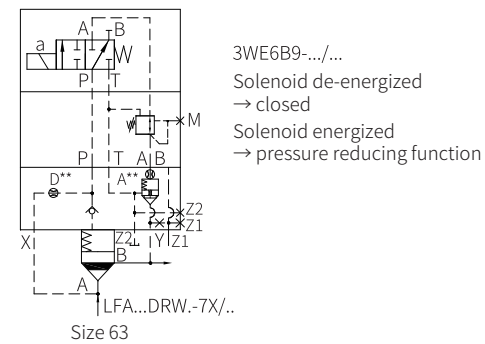 A B
a
P T
3WE6B9-.../...
Solenoid de-energized
→ closed
Solenoid energized
→ pressure reducing function
M
P T A B
D** A**
Z2
Z1
X Z2 Y Z1
B
A
LFA...DRW.-7X/..
Size 63